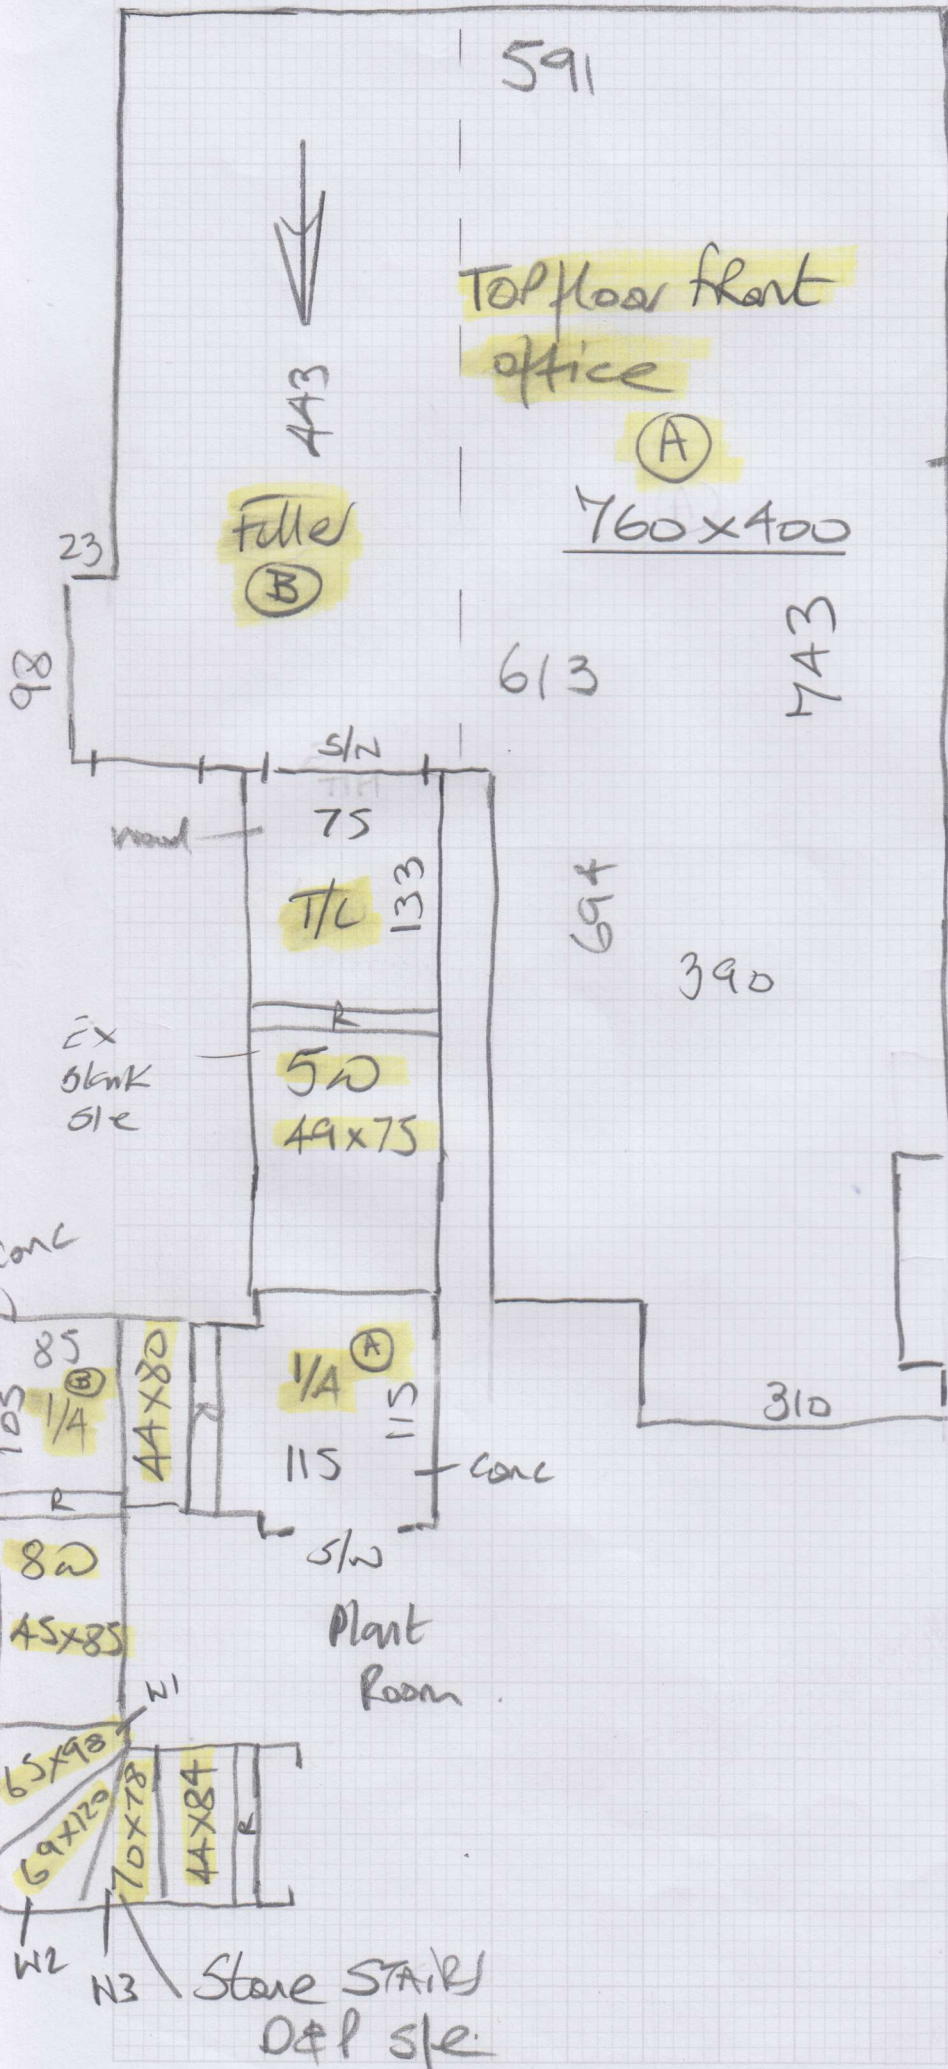 591
Top floor front
office
A
760x400
443
Filler
B
23
98
613
743
S/W
75
T/L
133
694
390
R
Ex
Blank
S/e
5W
49x75
Conc
85
B
1/A
105
44x80
R
1/A
A
115
115
Conc
310
R
S/W
8W
45x85
Plant
Room
W1
65x98
69x120
70x78
44x84
R
W2
W3
Stone STAIRS
D&P s/e